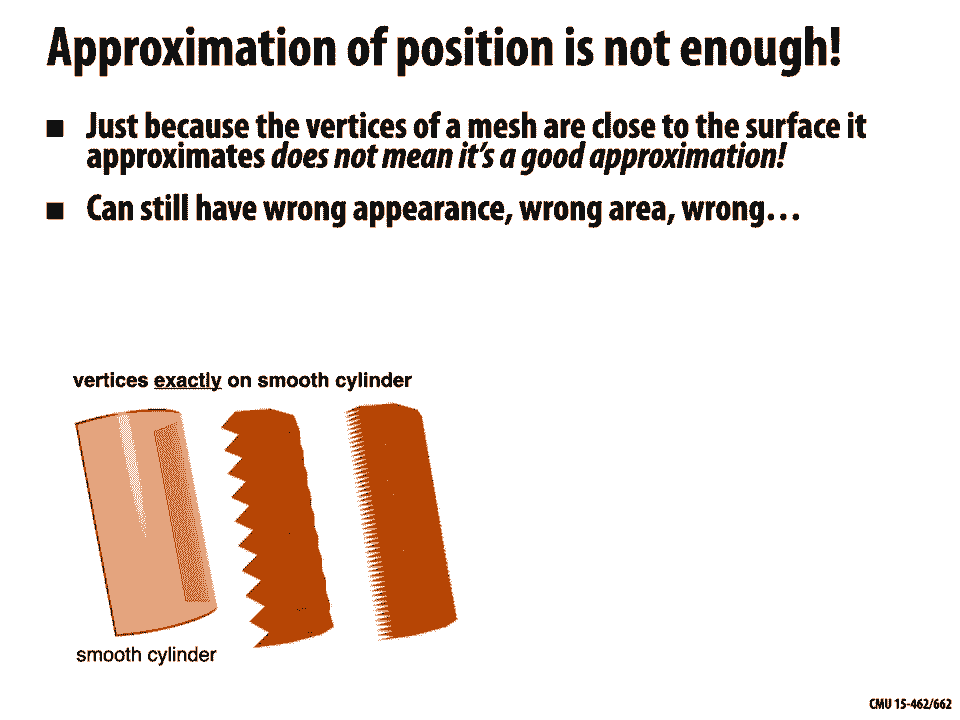 Approximation of position is not enough!
■ Just because the vertices of a mesh are close to the surface it
approximates does not mean it's a good approximation!
■ Can still have wrong appearance, wrong area, wrong…
vertices exactly on smooth cylinder
smooth cylinder
CMU 15-462/662